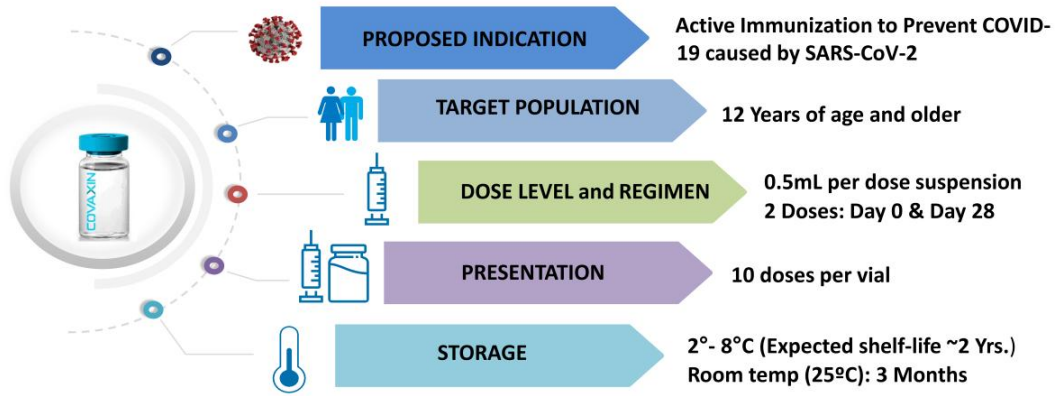 PROPOSED INDICATION
Active Immunization to Prevent COVID-
19 caused by SARS-CoV-2
TARGET POPULATION
12 Years of age and older
COVAXIN
DOSE LEVEL and REGIMEN
0.5mL per dose suspension
2 Doses: Day 0 & Day 28
PRESENTATION
10 doses per vial
STORAGE
2°- 8°C (Expected shelf-life ~2 Yrs.)
Room temp (25ºC): 3 Months